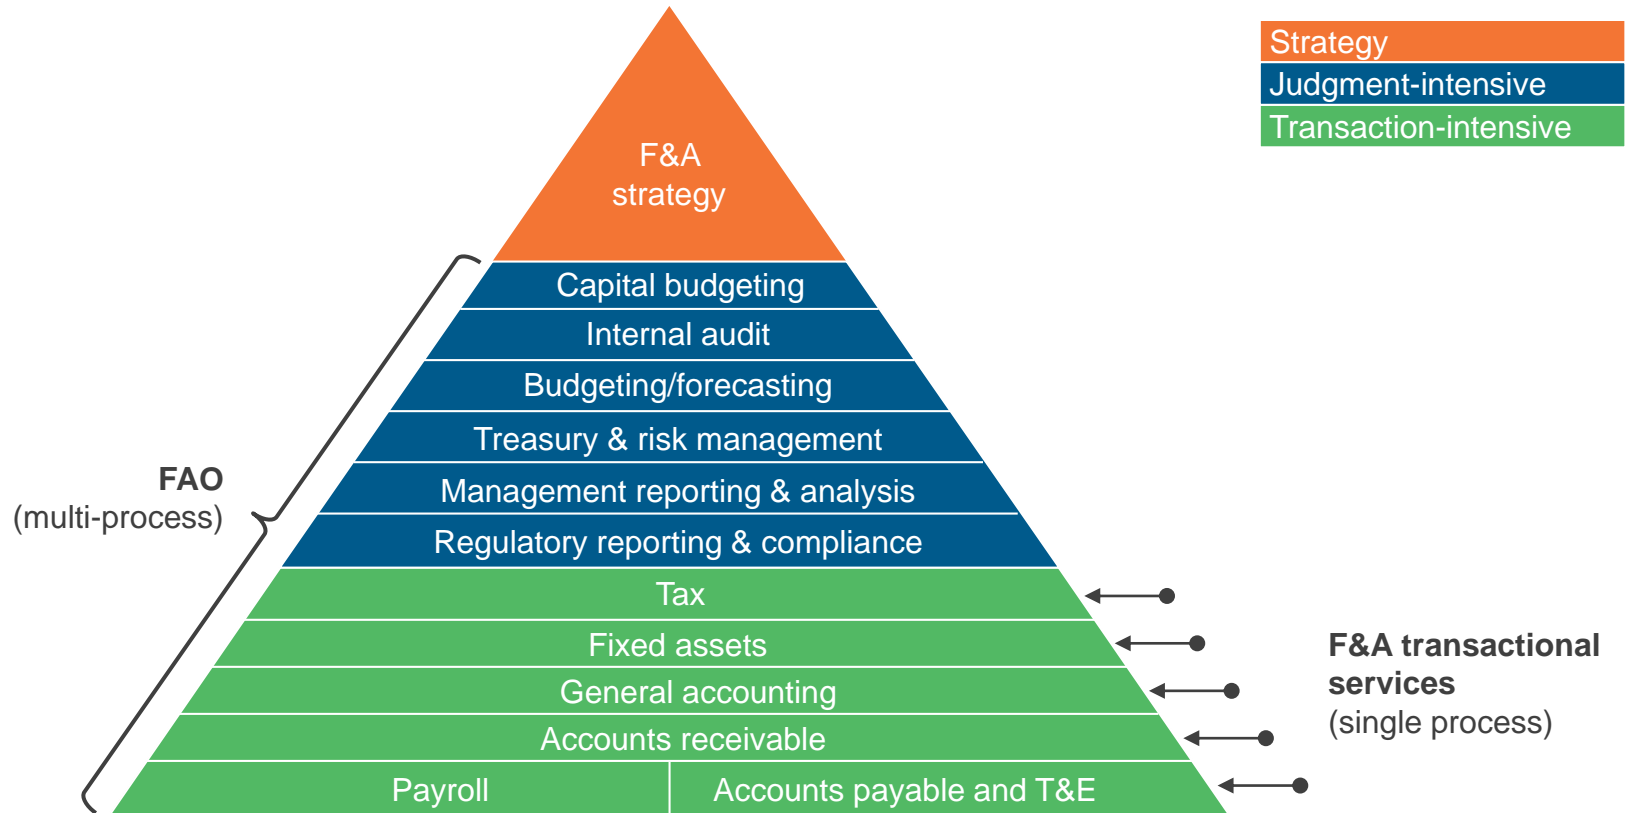 Strategy
Judgment-intensive
Transaction-intensive
F&A
strategy
Capital budgeting
Internal audit
Budgeting/forecasting
Treasury & risk management
Management reporting & analysis
Regulatory reporting & compliance
Tax
Fixed assets
General accounting
Accounts receivable
Payroll
Accounts payable and T&E
FAO
(multi-process)
F&A transactional
services
(single process)